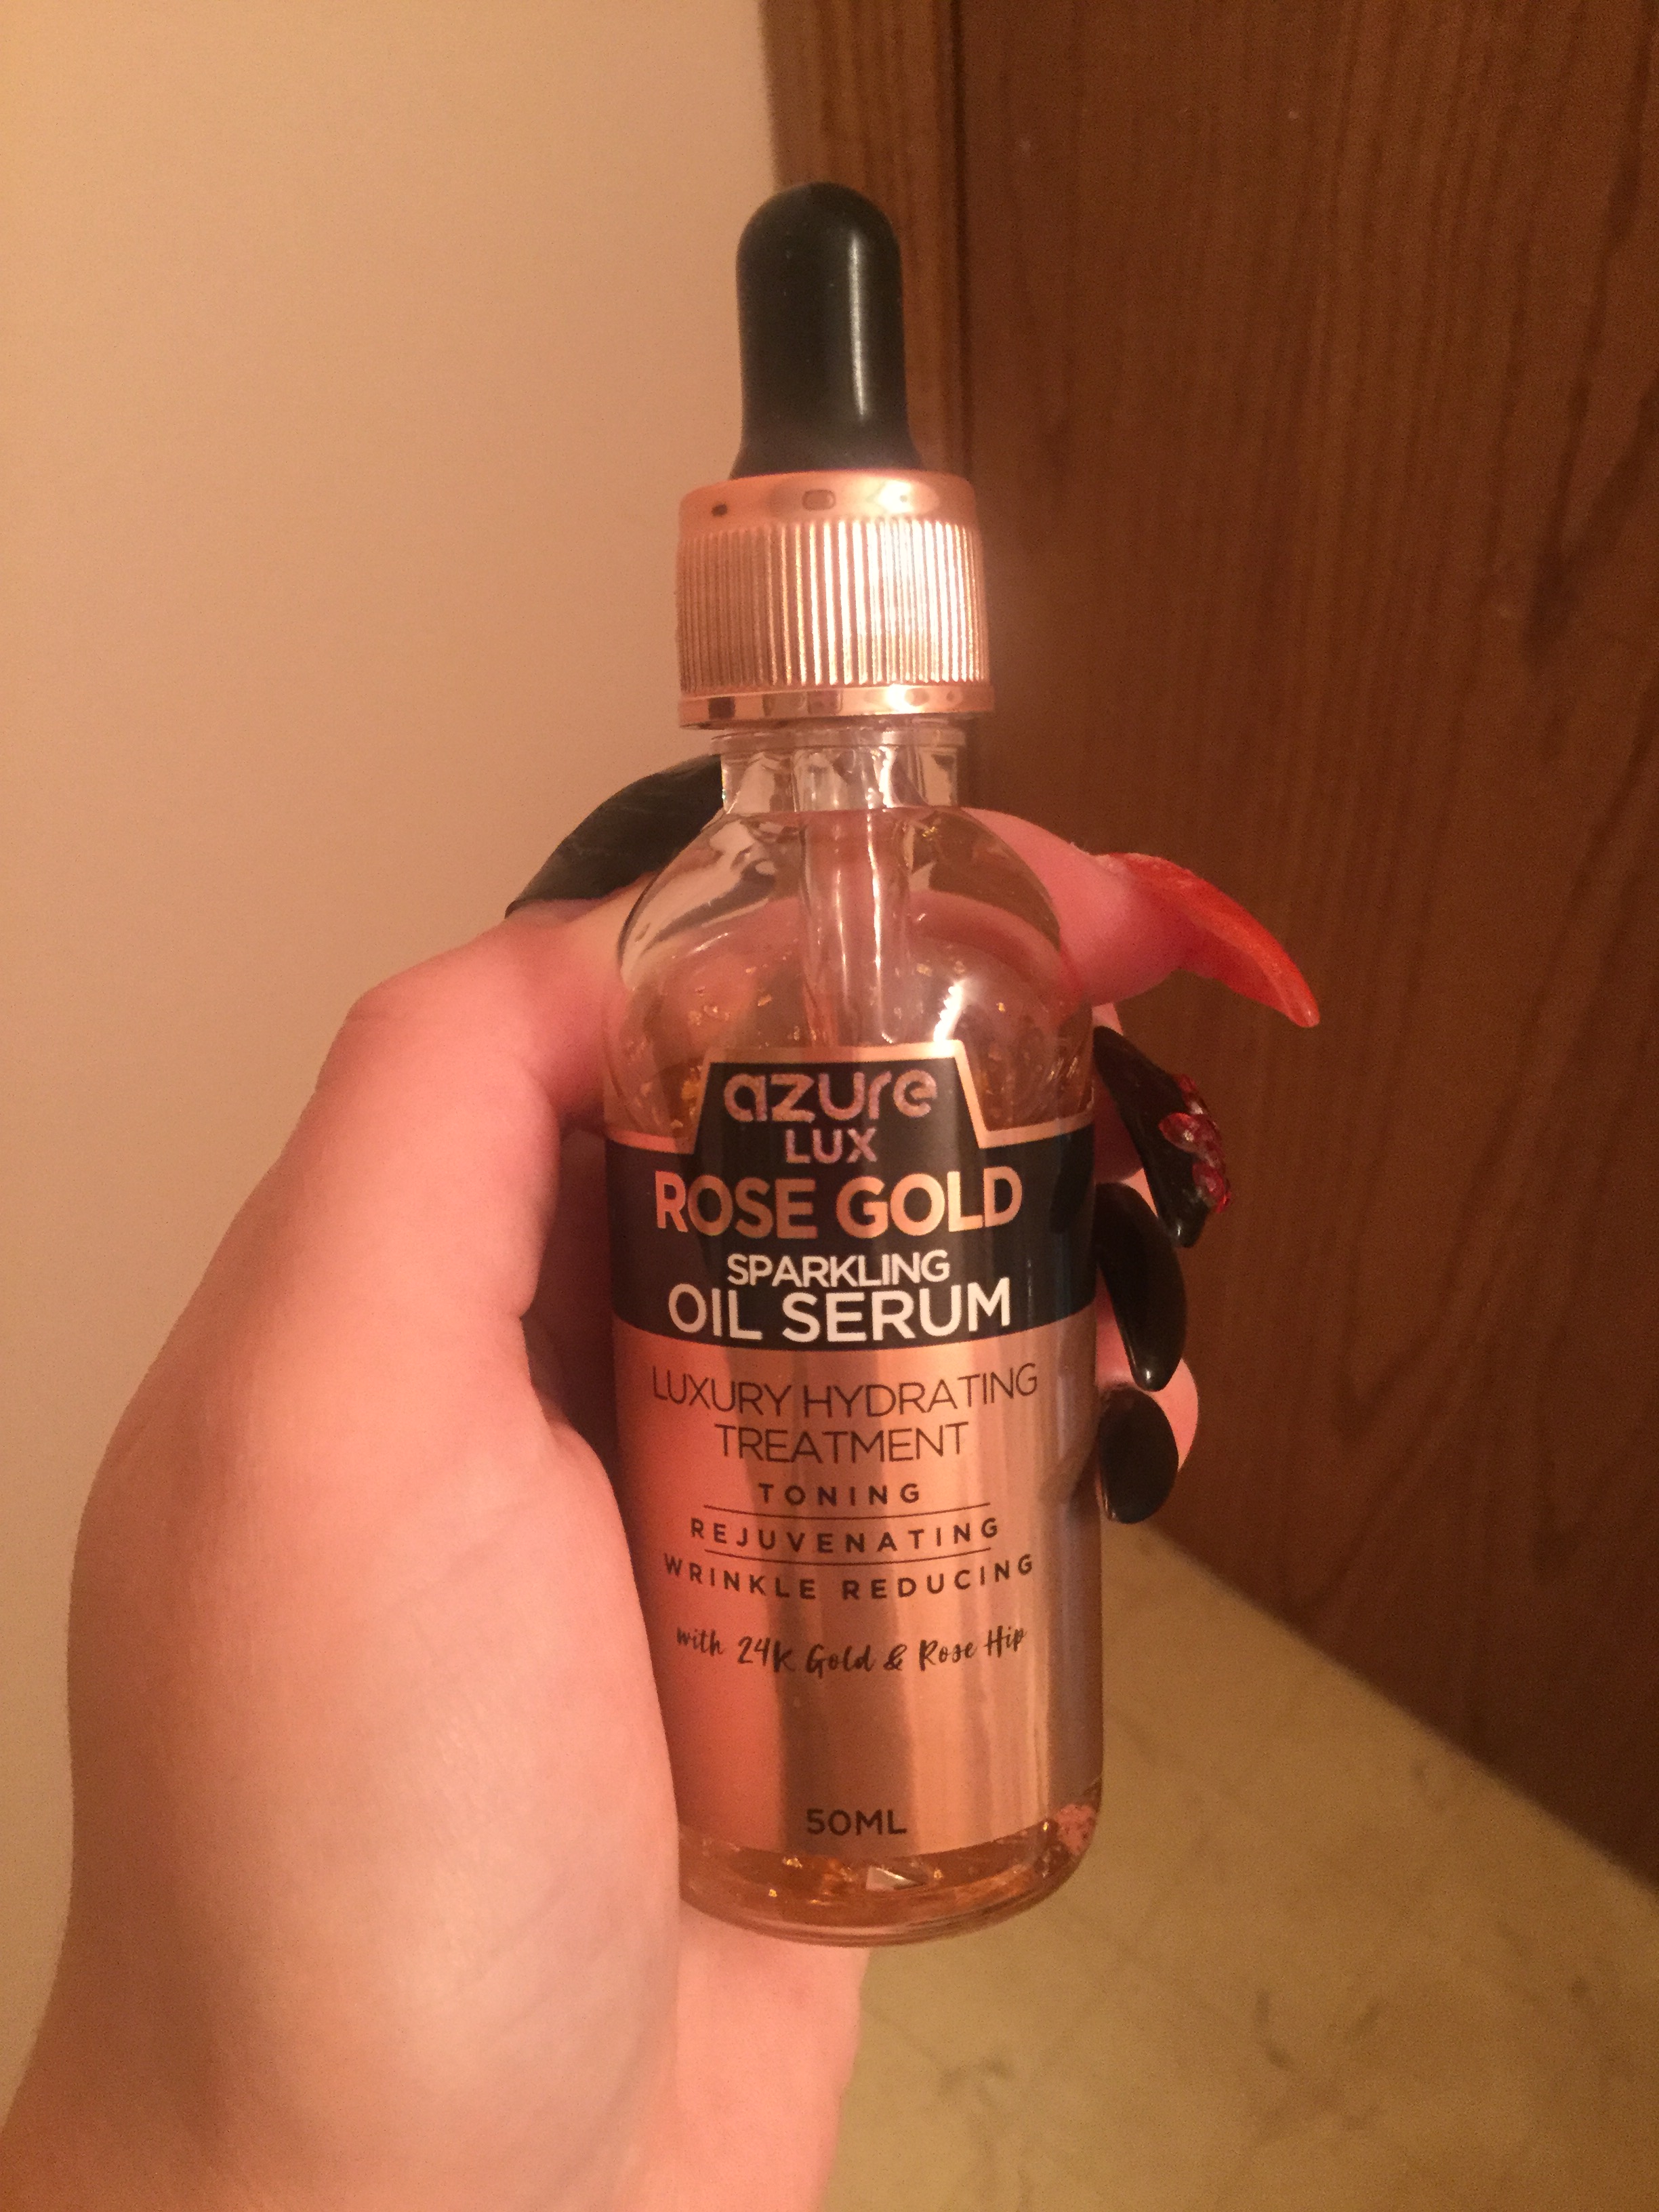 azure
LUX
ROSE GOLD
SPARKLING
OIL SERUM
LUXURY HYDRATING
TREATMENT
TONING
REJUVENATING
WRINKLE REDUCING
with 24K Gold & Rose Hip
50ML